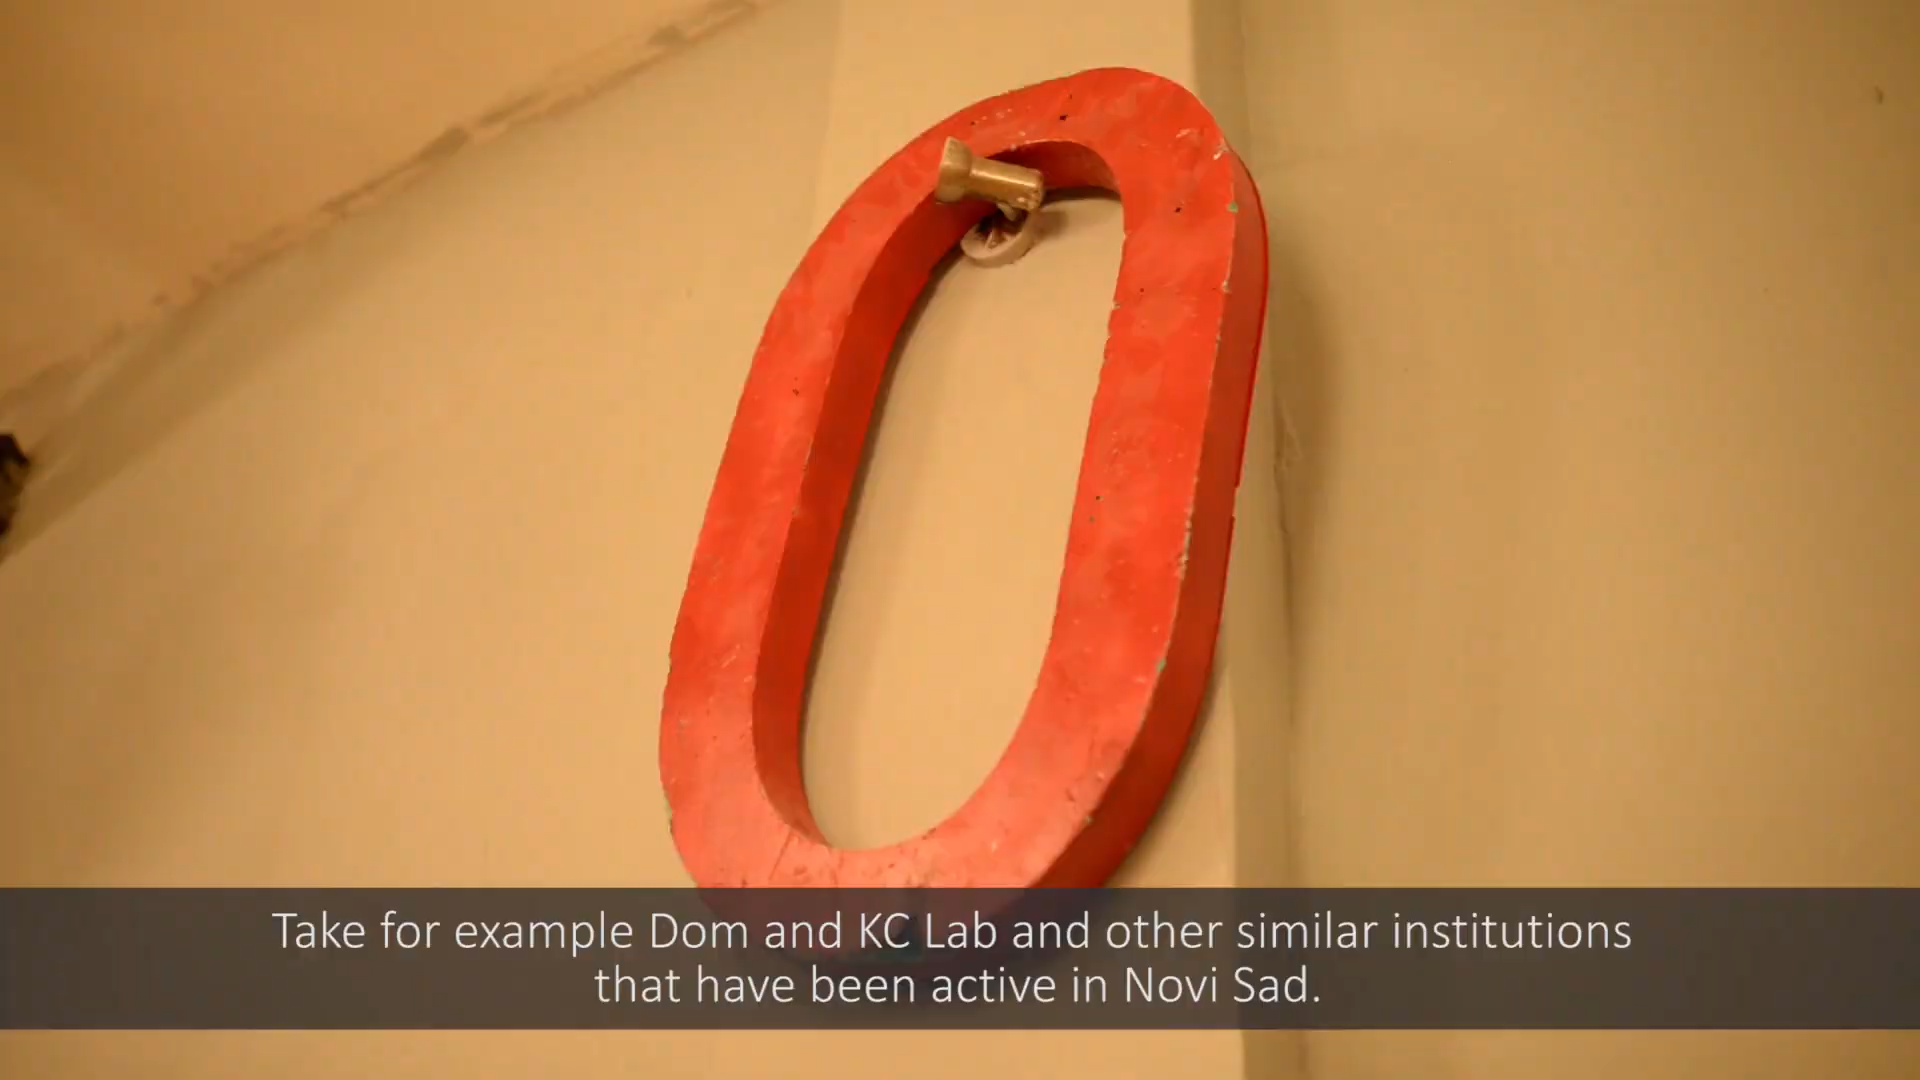 O
Take for example Dom and KC Lab and other similar institutions
that have been active in Novi Sad.